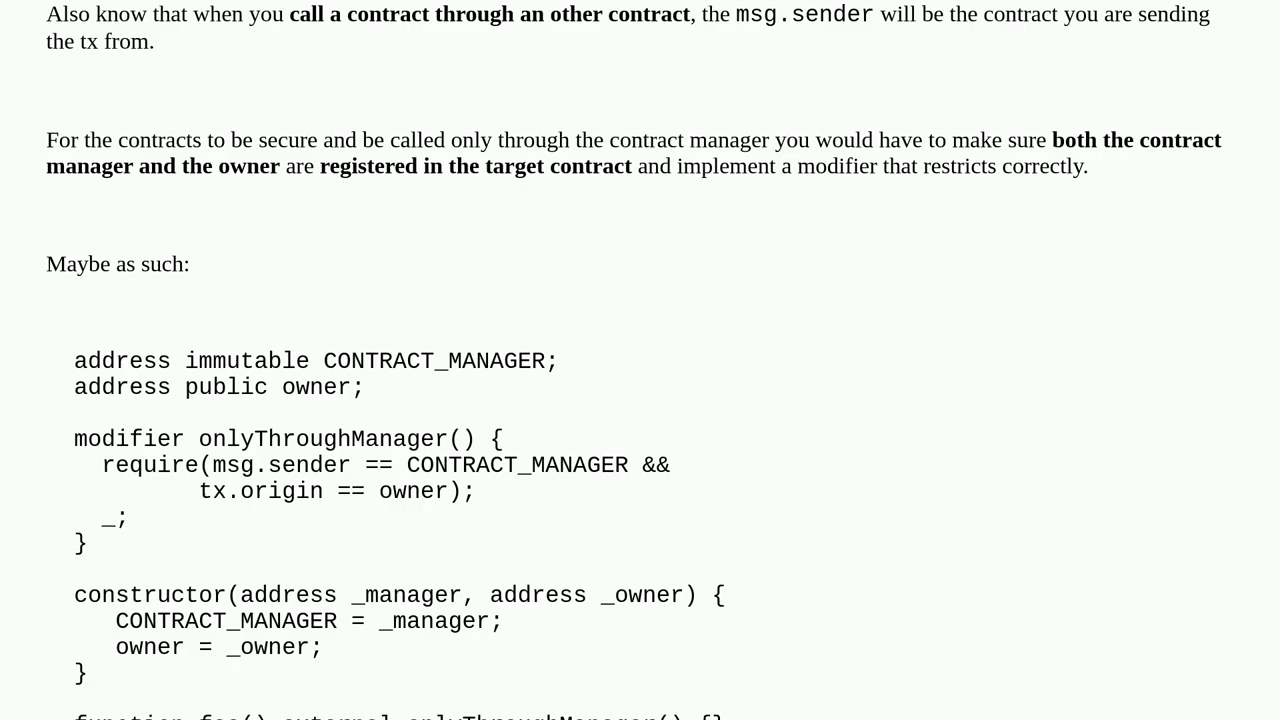 Also know that when you call a contract through an other contract, the msg.sender will be the contract you are sending
the tx from.
For the contracts to be secure and be called only through the contract manager you would have to make sure both the contract
manager and the owner are registered in the target contract and implement a modifier that restricts correctly.
Maybe as such:
address immutable CONTRACT_MANAGER;
address public owner;
modifier onlyThroughManager() {
require(msg.sender == CONTRACT_MANAGER &&
tx.origin == owner);
_;
}
constructor(address _manager, address _owner) {
CONTRACT_MANAGER = _manager;
owner = _owner;
}
function foo() external onlyThroughManager() {}